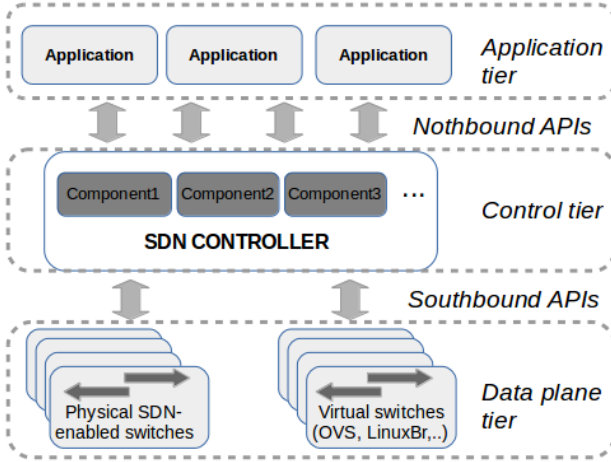 Application Application Application
Application
tier
Nothbound APIs
Component1 Component2 Component3 ...
SDN CONTROLLER
Control tier
Southbound APIs
Physical SDN-
enabled switches
Virtual switches
(OVS, LinuxBr,..)
Data plane
tier